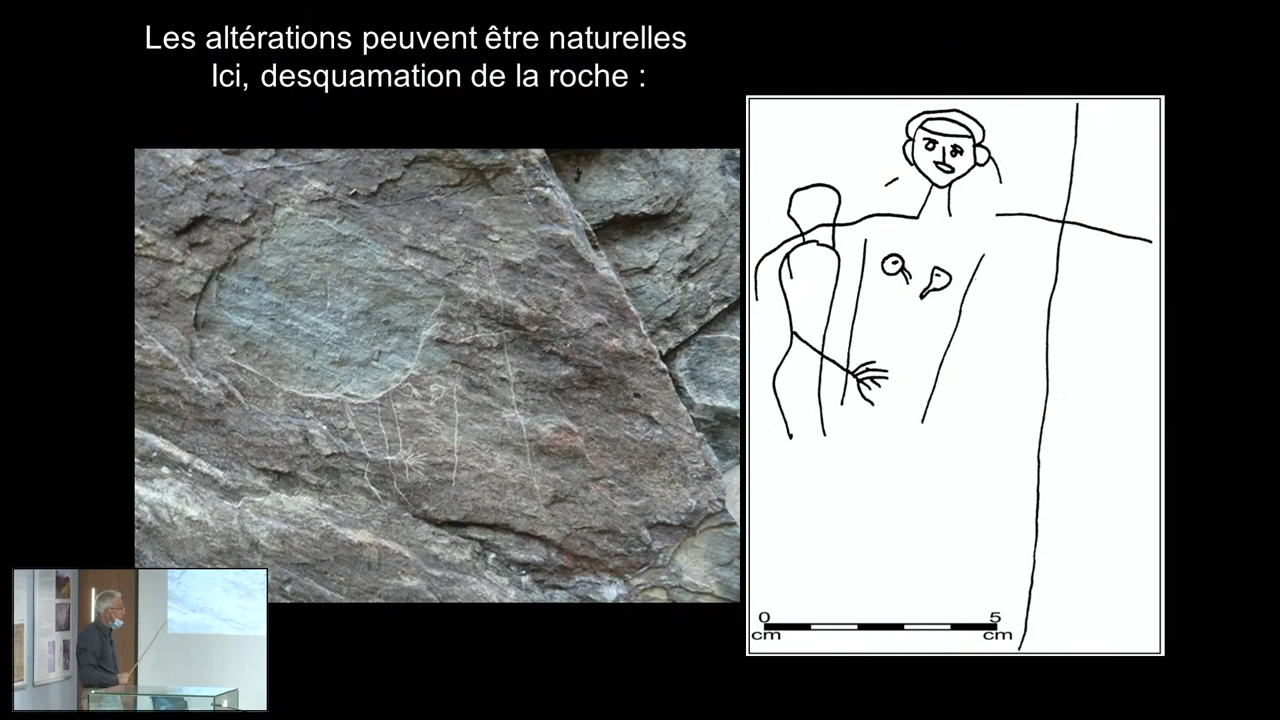 Les altérations peuvent être naturelles
Ici, desquamation de la roche :
0 5
cm cm